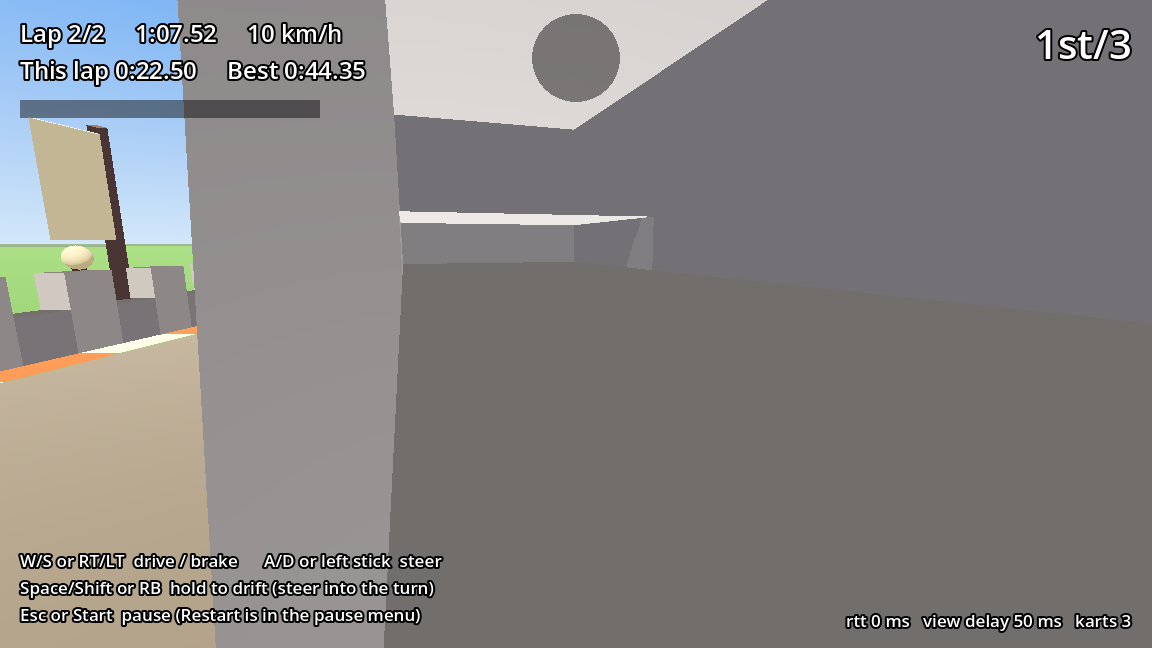 Lap 2/2 1:07.52 10 km/h
1st/3
This lap 0:22.50 Best 0:44.35
W/S or RT/LT drive / brake A/D or left stick steer
Space/Shift or RB hold to drift (steer into the turn)
Esc or Start pause (Restart is in the pause menu)
rtt 0 ms view delay 50 ms karts 3